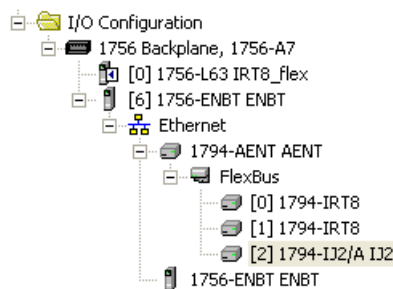 I/O Configuration
1756 Backplane, 1756-A7
[0] 1756-L63 IRT8_flex
[6] 1756-ENBT ENBT
Ethernet
1794-AENT AENT
FlexBus
[0] 1794-IRT8
[1] 1794-IRT8
[2] 1794-IJ2/A IJ2
1756-ENBT ENBT